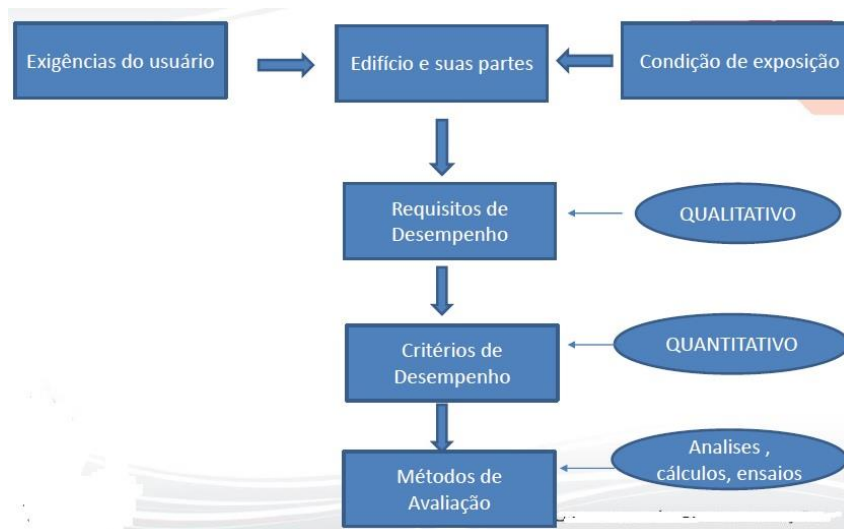 Exigências do usuário
Edifício e suas partes
Condição de exposição
Requisitos de
Desempenho
QUALITATIVO
Critérios de
Desempenho
QUANTITATIVO
Métodos de
Avaliação
Analises ,
cálculos, ensaios